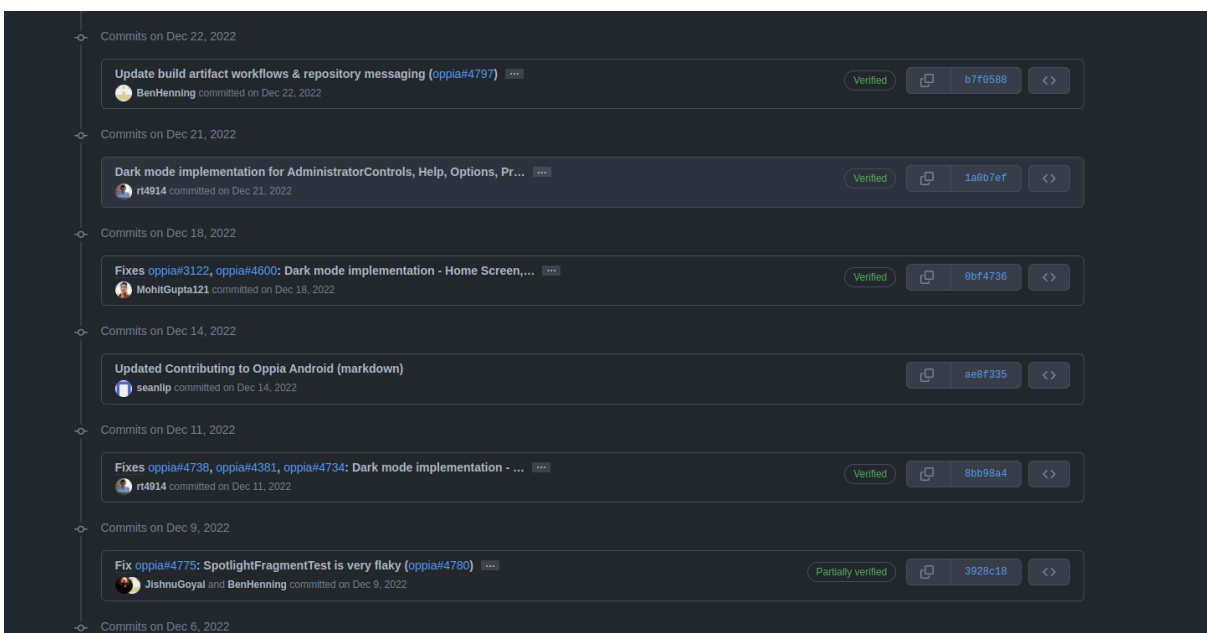 Commits on Dec 22, 2022
Update build artifact workflows & repository messaging (oppia#4797) ...
BenHenning committed on Dec 22, 2022
Verified
b7f0588
Commits on Dec 21, 2022
Dark mode implementation for AdministratorControls, Help, Options, Pr... ...
rt4914 committed on Dec 21, 2022
Verified
1a0b7ef
Commits on Dec 18, 2022
Fixes oppia#3122, oppia#4600: Dark mode implementation - Home Screen,... ...
MohitGupta121 committed on Dec 18, 2022
Verified
0bf4736
Commits on Dec 14, 2022
Updated Contributing to Oppia Android (markdown)
seanlip committed on Dec 14, 2022
ae8f335
Commits on Dec 11, 2022
Fixes oppia#4738, oppia#4381, oppia#4734: Dark mode implementation - ... ...
rt4914 committed on Dec 11, 2022
Verified
8bb98a4
Commits on Dec 9, 2022
Fix oppia#4775: SpotlightFragmentTest is very flaky (oppia#4780) ...
JishnuGoyal and BenHenning committed on Dec 9, 2022
Partially verified
3928c18
Commits on Dec 6, 2022